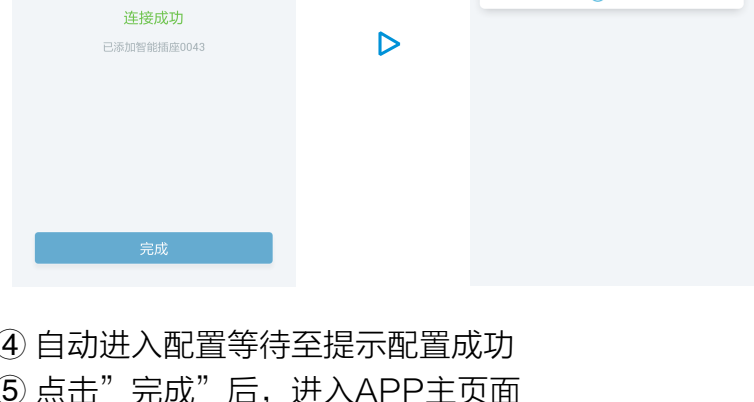 连接成功
已添加智能插座0043
完成
④ 自动进入配置等待至提示配置成功
⑤ 点击”完成”后，进入APP主页面